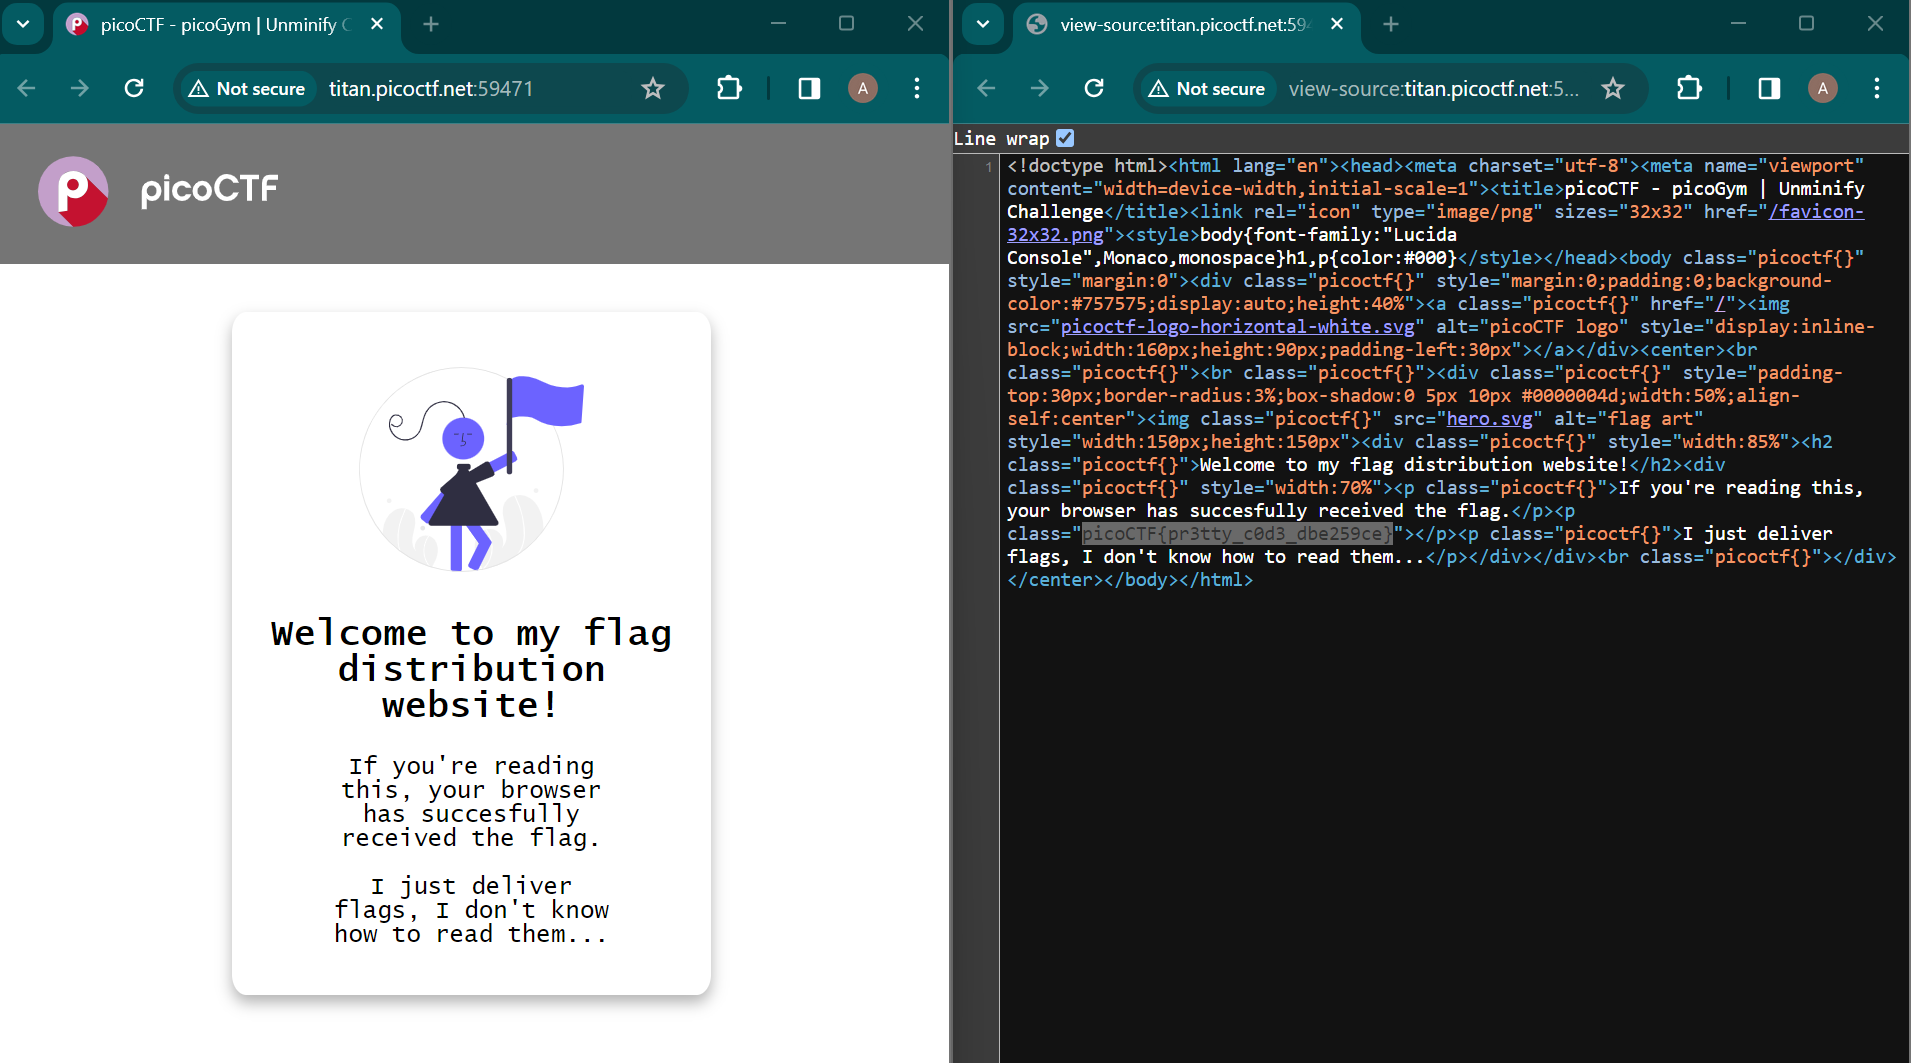 picoCTF - picoGym | Unminify C
Not secure
titan.picoctf.net:59471
A
picoCTF
Welcome to my flag
distribution
website!
If you're reading
this, your browser
has succesfully
received the flag.
I just deliver
flags, I don't know
how to read them...
view-source:titan.picoctf.net:594
Not secure
view-source:titan.picoctf.net:5...
A
Line wrap
1
<!doctype html><html lang="en"><head><meta charset="utf-8"><meta name="viewport"
content="width=device-width,initial-scale=1"><title>picoCTF - picoGym | Unminify
Challenge</title><link rel="icon" type="image/png" sizes="32x32" href="/favicon-
32x32.png"><style>body{font-family:"Lucida
Console",Monaco,monospace}h1,p{color:#000}</style></head><body class="picoctf{}"
style="margin:0"><div class="picoctf{}" style="margin:0;padding:0;background-
color:#757575;display:auto;height:40%"><a class="picoctf{}" href="/"><img
src="picoctf-logo-horizontal-white.svg" alt="picoCTF logo" style="display:inline-
block;width:160px;height:90px;padding-left:30px"></a></div><center><br
class="picoctf{}"><br class="picoctf{}"><div class="picoctf{}" style="padding-
top:30px;border-radius:3%;box-shadow:0 5px 10px #0000004d;width:50%;align-
self:center"><img class="picoctf{}" src="hero.svg" alt="flag art"
style="width:150px;height:150px"><div class="picoctf{}" style="width:85%"><h2
class="picoctf{}">Welcome to my flag distribution website!</h2><div
class="picoctf{}" style="width:70%"><p class="picoctf{}">If you're reading this,
your browser has succesfully received the flag.</p><p
class="picoCTF{pr3tty_c0d3_dbe259ce}"></p><p class="picoctf{}">I just deliver
flags, I don't know how to read them...</p></div></div><br class="picoctf{}"></div>
</center></body></html>